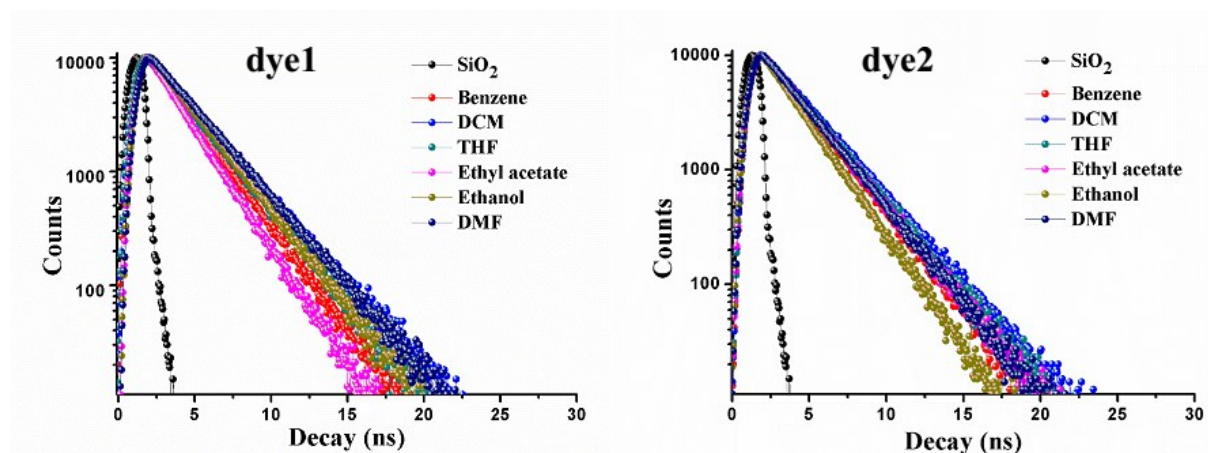 dye1
SiO2
Benzene
DCM
THF
Ethyl acetate
Ethanol
DMF
10000
1000
100
Counts
0
5
10
15
20
25
30
Decay (ns)
dye2
SiO2
Benzene
DCM
THF
Ethyl acetate
Ethanol
DMF
10000
1000
100
Counts
0
5
10
15
20
25
30
Decay (ns)